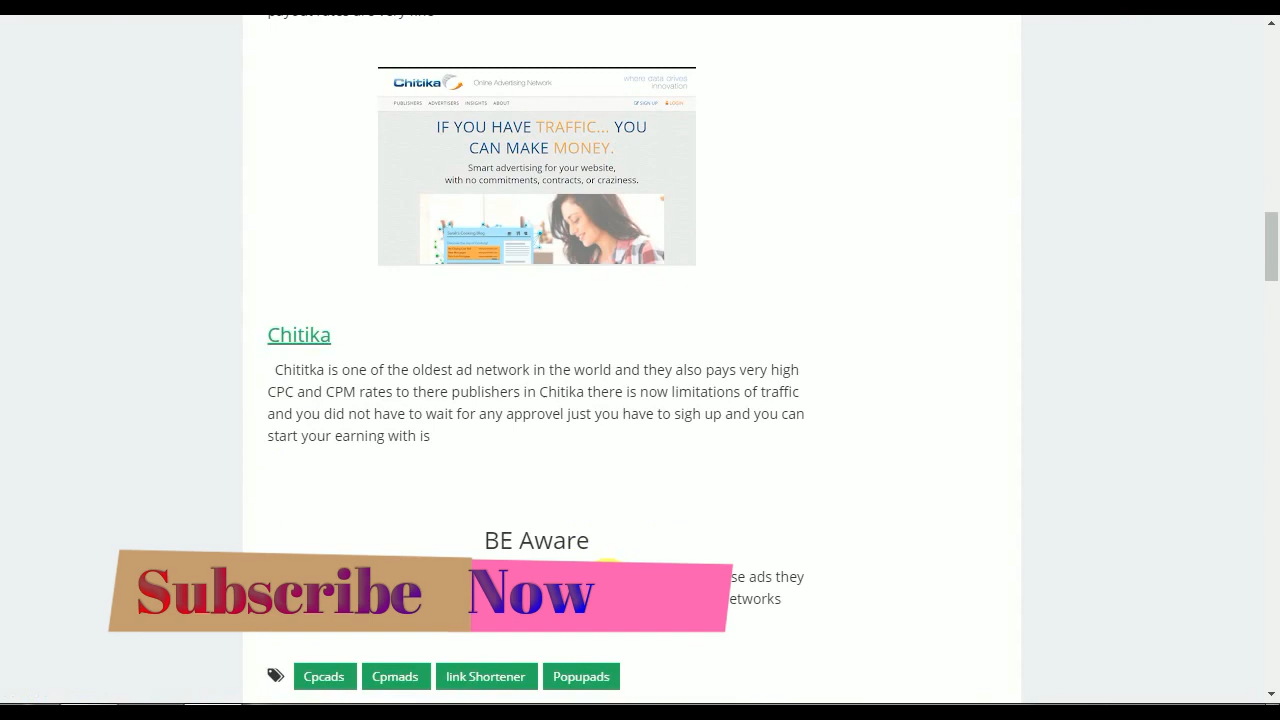 Chitika
Online Advertising Network
where data drives
innovation
PUBLISHERS ADVERTISERS INSIGHTS ABOUT
SIGN UP LOGIN
IF YOU HAVE TRAFFIC... YOU
CAN MAKE MONEY.
Smart advertising for your website,
with no commitments, contracts, or craziness.
Chitika
Chititka is one of the oldest ad network in the world and they also pays very high
CPC and CPM rates to there publishers in Chitika there is now limitations of traffic
and you did not have to wait for any approvel just you have to sigh up and you can
start your earning with is
BE Aware
se ads they
etworks
Subscribe Now
Cpcads Cpmads link Shortener Popupads